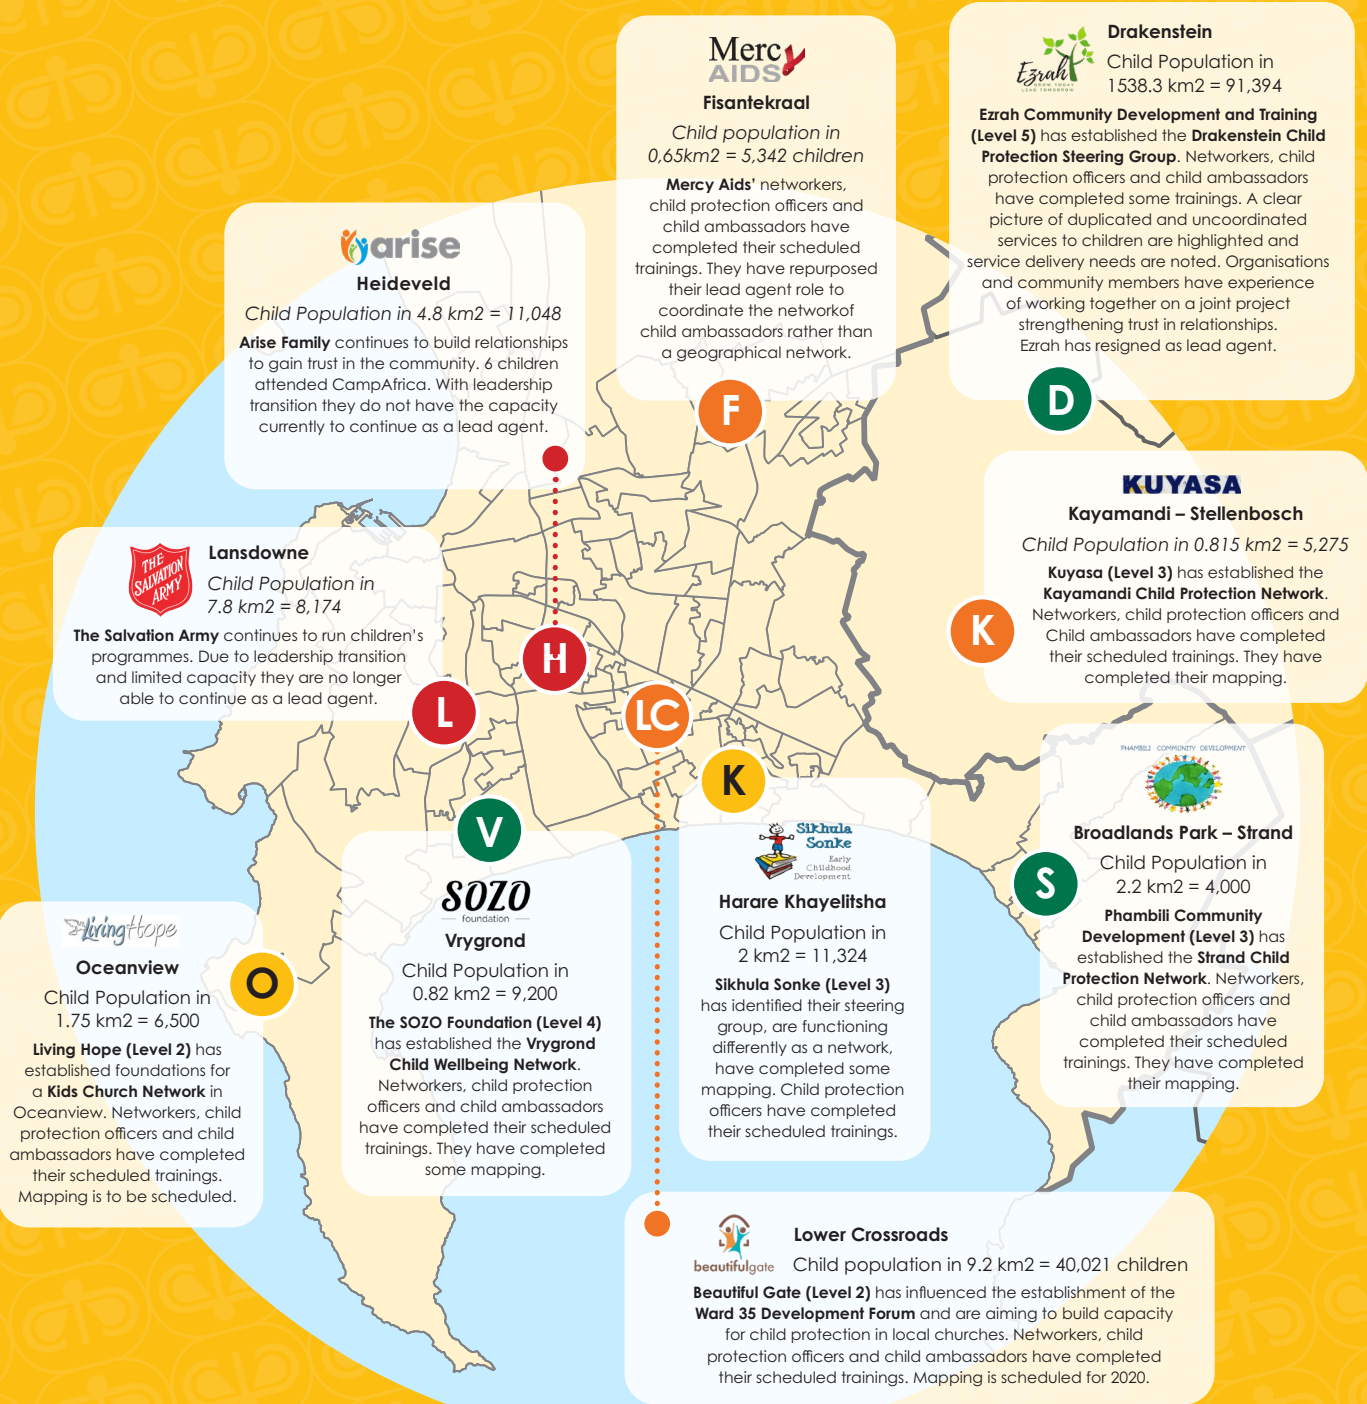 Mercy
AIDS
Fisantekraal
Child population in
0,65km2 = 5,342 children
Mercy Aids’ networkers,
child protection officers and
child ambassadors have
completed their scheduled
trainings. They have repurposed
their lead agent role to
coordinate the networkof
child ambassadors rather than
a geographical network.
F
Ezrah
GROW TODAY
LEAD TOMORROW
Drakenstein
Child Population in
1538.3 km2 = 91,394
Ezrah Community Development and Training
(Level 5) has established the Drakenstein Child
Protection Steering Group. Networkers, child
protection officers and child ambassadors
have completed some trainings. A clear
picture of duplicated and uncoordinated
services to children are highlighted and
service delivery needs are noted. Organisations
and community members have experience
of working together on a joint project
strengthening trust in relationships.
Ezrah has resigned as lead agent.
D
arise
Heideveld
Child Population in 4.8 km2 = 11,048
Arise Family continues to build relationships
to gain trust in the community. 6 children
attended CampAfrica. With leadership
transition they do not have the capacity
currently to continue as a lead agent.
H
KUYASA
Kayamandi – Stellenbosch
Child Population in 0.815 km2 = 5,275
Kuyasa (Level 3) has established the
Kayamandi Child Protection Network.
Networkers, child protection officers and
Child ambassadors have completed
their scheduled trainings. They have
completed their mapping.
K
THE
SALVATION
ARMY
Lansdowne
Child Population in
7.8 km2 = 8,174
The Salvation Army continues to run children’s
programmes. Due to leadership transition
and limited capacity they are no longer
able to continue as a lead agent.
L
LC
K
PHAMBILI COMMUNITY DEVELOPMENT
Broadlands Park – Strand
Child Population in
2.2 km2 = 4,000
Phambili Community
Development (Level 3) has
established the Strand Child
Protection Network. Networkers,
child protection officers and
child ambassadors have
completed their scheduled
trainings. They have completed
their mapping.
S
V
SOZO
foundation
Vrygrond
Child Population in
0.82 km2 = 9,200
The SOZO Foundation (Level 4)
has established the Vrygrond
Child Wellbeing Network.
Networkers, child protection
officers and child ambassadors
have completed their scheduled
trainings. They have completed
some mapping.
Sikhula
Sonke
Early
Childhood
Development
Harare Khayelitsha
Child Population in
2 km2 = 11,324
Sikhula Sonke (Level 3)
has identified their steering
group, are functioning
differently as a network,
have completed some
mapping. Child protection
officers have completed
their scheduled trainings.
Living Hope
Oceanview
Child Population in
1.75 km2 = 6,500
Living Hope (Level 2) has
established foundations for
a Kids Church Network in
Oceanview. Networkers, child
protection officers and child
ambassadors have completed
their scheduled trainings.
Mapping is to be scheduled.
O
beautifulgate
Lower Crossroads
Child population in 9.2 km2 = 40,021 children
Beautiful Gate (Level 2) has influenced the establishment of the
Ward 35 Development Forum and are aiming to build capacity
for child protection in local churches. Networkers, child
protection officers and child ambassadors have completed
their scheduled trainings. Mapping is scheduled for 2020.